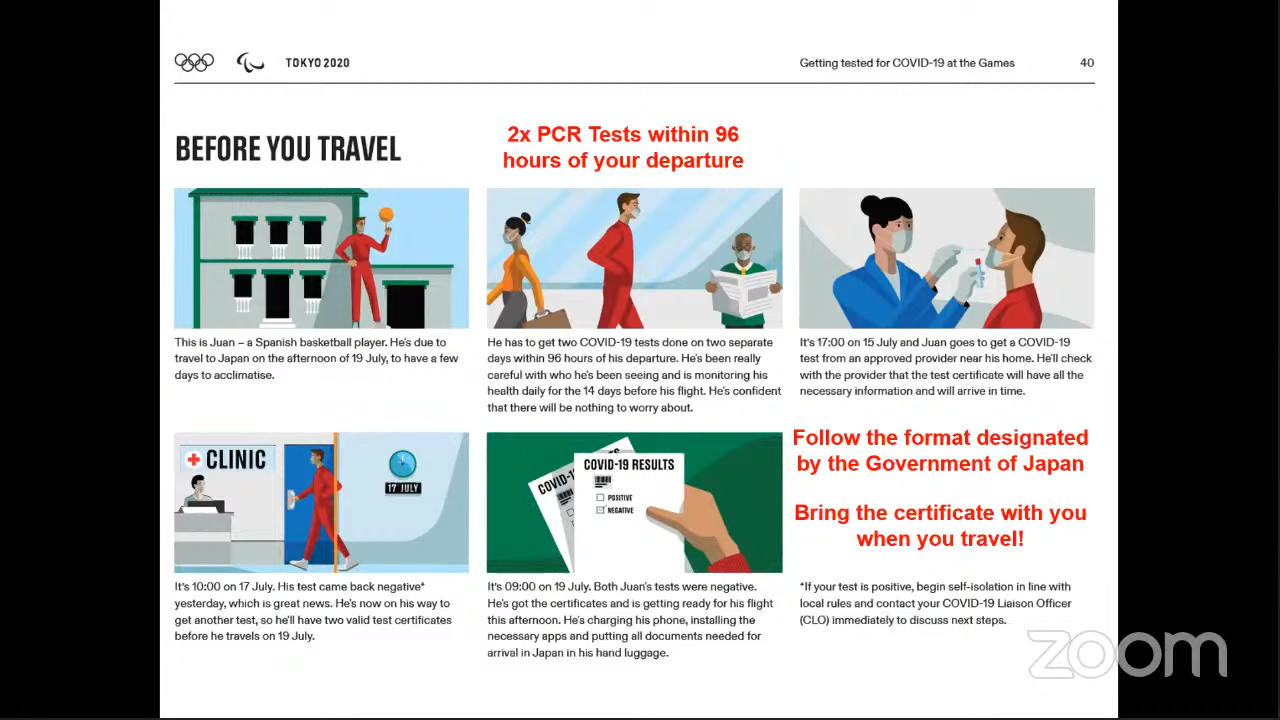 TOKYO 2020
Getting tested for COVID-19 at the Games
40
BEFORE YOU TRAVEL
2x PCR Tests within 96
hours of your departure
This is Juan – a Spanish basketball player. He's due to
travel to Japan on the afternoon of 19 July, to have a few
days to acclimatise.
He has to get two COVID-19 tests done on two separate
days within 96 hours of his departure. He's been really
careful with who he's been seeing and is monitoring his
health daily for the 14 days before his flight. He's confident
that there will be nothing to worry about.
It's 17:00 on 15 July and Juan goes to get a COVID-19
test from an approved provider near his home. He'll check
with the provider that the test certificate will have all the
necessary information and will arrive in time.
CLINIC
17 JULY
It's 10:00 on 17 July. His test came back negative*
yesterday, which is great news. He's now on his way to
get another test, so he'll have two valid test certificates
before he travels on 19 July.
COVID-19 RESULTS
POSITIVE
NEGATIVE
It's 09:00 on 19 July. Both Juan's tests were negative.
He's got the certificates and is getting ready for his flight
this afternoon. He's charging his phone, installing the
necessary apps and putting all documents needed for
arrival in Japan in his hand luggage.
Follow the format designated
by the Government of Japan
Bring the certificate with you
when you travel!
*If your test is positive, begin self-isolation in line with
local rules and contact your COVID-19 Liaison Officer
(CLO) immediately to discuss next steps.
zoom